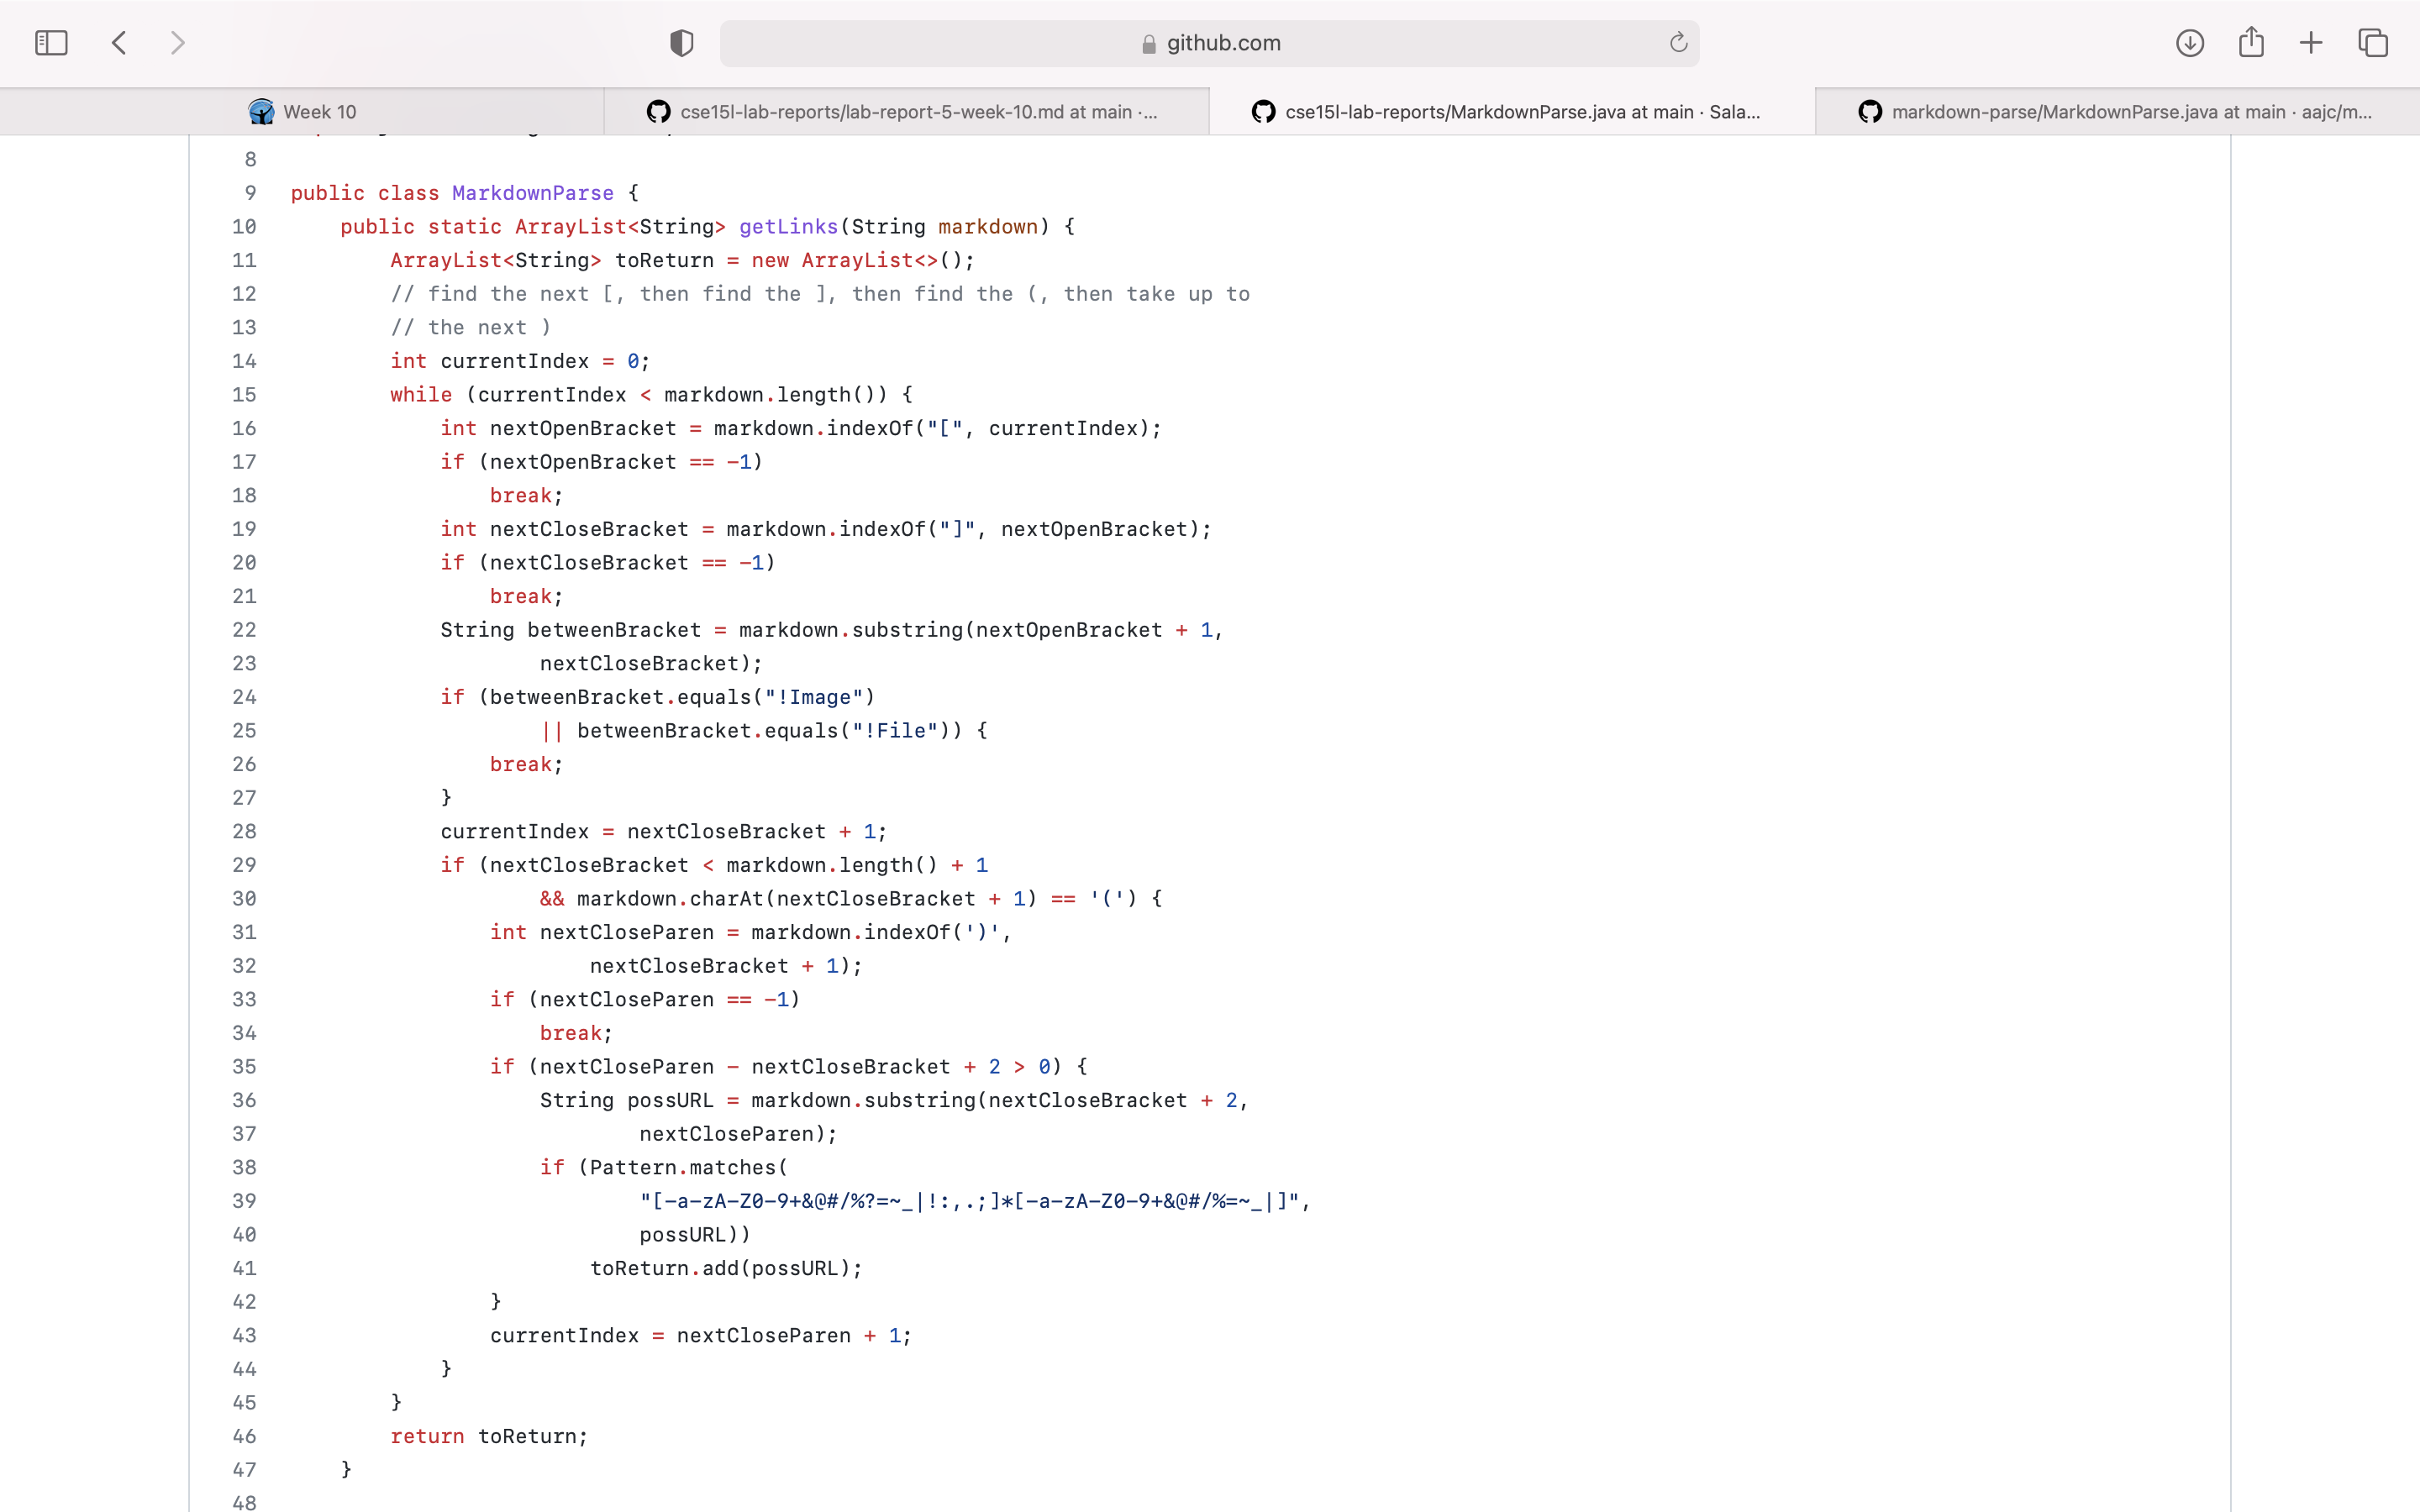 github.com
Week 10
cse15l-lab-reports/lab-report-5-week-10.md at main ·...
cse15l-lab-reports/MarkdownParse.java at main · Sala...
markdown-parse/MarkdownParse.java at main · aajc/m...
8
9 public class MarkdownParse {
10 public static ArrayList<String> getLinks(String markdown) {
11 ArrayList<String> toReturn = new ArrayList<>();
12 // find the next [, then find the ], then find the (, then take up to
13 // the next )
14 int currentIndex = 0;
15 while (currentIndex < markdown.length()) {
16 int nextOpenBracket = markdown.indexOf("[", currentIndex);
17 if (nextOpenBracket == -1)
18 break;
19 int nextCloseBracket = markdown.indexOf("]", nextOpenBracket);
20 if (nextCloseBracket == -1)
21 break;
22 String betweenBracket = markdown.substring(nextOpenBracket + 1,
23 nextCloseBracket);
24 if (betweenBracket.equals("!Image")
25 || betweenBracket.equals("!File")) {
26 break;
27 }
28 currentIndex = nextCloseBracket + 1;
29 if (nextCloseBracket < markdown.length() + 1
30 && markdown.charAt(nextCloseBracket + 1) == '(') {
31 int nextCloseParen = markdown.indexOf(')',
32 nextCloseBracket + 1);
33 if (nextCloseParen == -1)
34 break;
35 if (nextCloseParen - nextCloseBracket + 2 > 0) {
36 String possURL = markdown.substring(nextCloseBracket + 2,
37 nextCloseParen);
38 if (Pattern.matches(
39 "[-a-zA-Z0-9+&@#/%?=~_|!:,.;]*[-a-zA-Z0-9+&@#/%=~_|]",
40 possURL))
41 toReturn.add(possURL);
42 }
43 currentIndex = nextCloseParen + 1;
44 }
45 }
46 return toReturn;
47 }
48